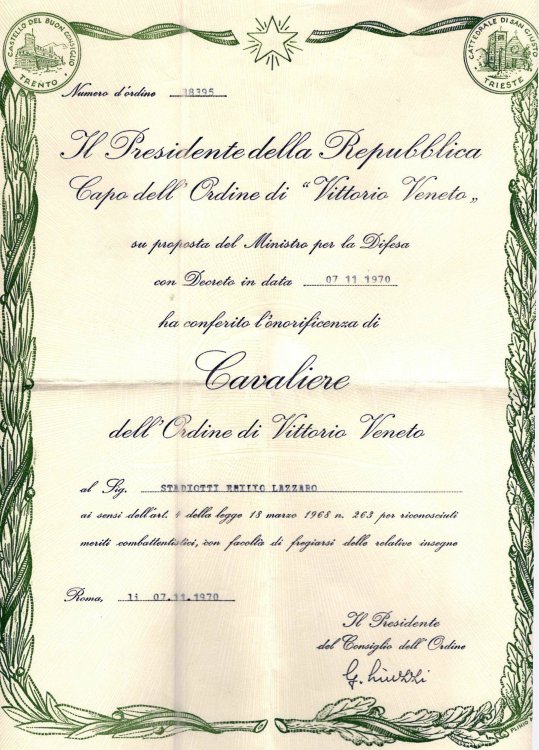 CASTELLO DEL BUON CONSIGLIO
TRENTO
CATTEDRALE DI SAN GIUSTO
TRIESTE
Numero d'ordine 38395
Il Presidente della Repubblica
Capo dell'Ordine di "Vittorio Veneto„
su proposta del Ministro per la Difesa
con Decreto in data 07 11 1970
ha conferito l'onorificenza di
Cavaliere
dell'Ordine di Vittorio Veneto
al Sig. STADIOTTI EMILIO LAZZARO
ai sensi dell'art. 4 della legge 18 marzo 1968 n. 263 per riconosciuti
meriti combattentistici, con facoltà di fregiarsi delle relative insegne
Roma, li 07.11.1970
Il Presidente
del Consiglio dell'Ordine